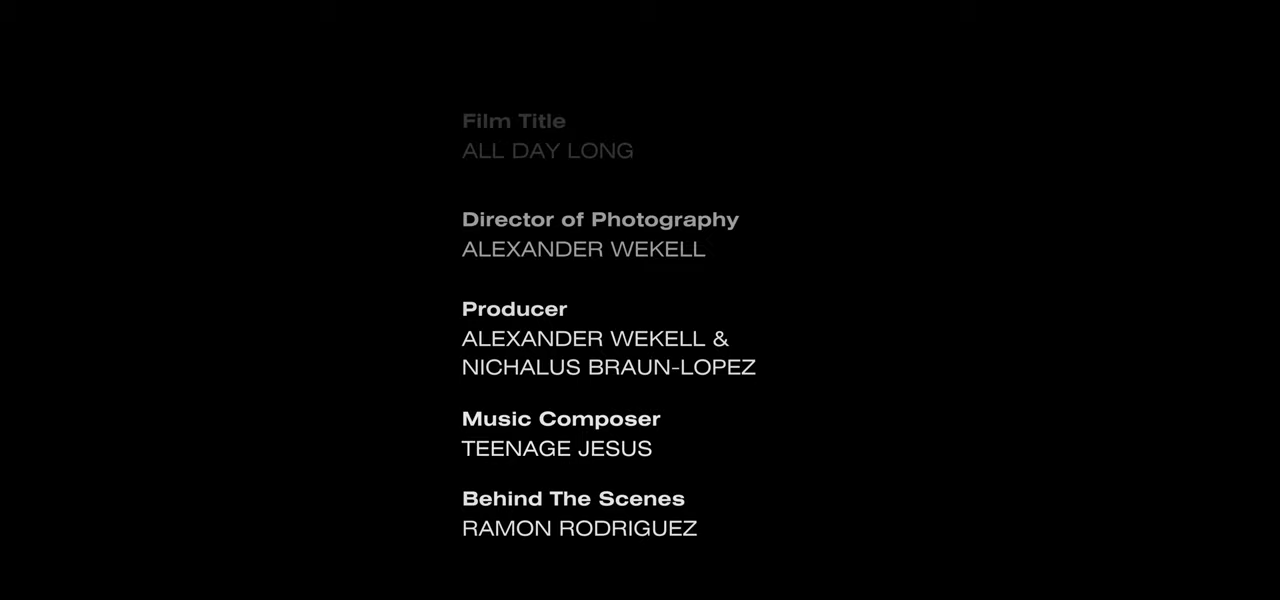 Film Title
ALL DAY LONG
Director of Photography
ALEXANDER WEKELL
Producer
ALEXANDER WEKELL &
NICHALUS BRAUN-LOPEZ
Music Composer
TEENAGE JESUS
Behind The Scenes
RAMON RODRIGUEZ